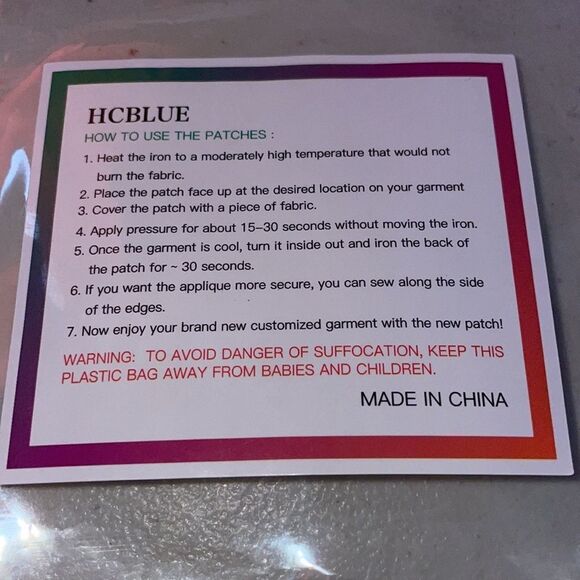 HCBLUE
HOW TO USE THE PATCHES :
1. Heat the iron to a moderately high temperature that would not
burn the fabric.
2. Place the patch face up at the desired location on your garment
3. Cover the patch with a piece of fabric.
4. Apply pressure for about 15–30 seconds without moving the iron.
5. Once the garment is cool, turn it inside out and iron the back of
the patch for ~ 30 seconds.
6. If you want the applique more secure, you can sew along the side
of the edges.
7. Now enjoy your brand new customized garment with the new patch!
WARNING: TO AVOID DANGER OF SUFFOCATION, KEEP THIS
PLASTIC BAG AWAY FROM BABIES AND CHILDREN.
MADE IN CHINA